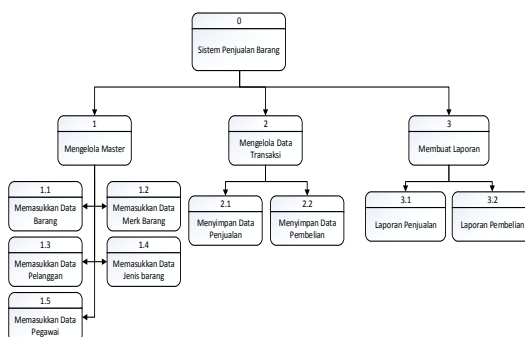 0
Sistem Penjualan Barang
1
Mengelola Master
2
Mengelola Data
Transaksi
3
Membuat Laporan
1.1
Memasukkan Data
Barang
1.2
Memasukkan Data
Merk Barang
1.3
Memasukkan Data
Pelanggan
1.4
Memasukkan Data
Jenis barang
1.5
Memasukkan Data
Pegawai
2.1
Menyimpan Data
Penjualan
2.2
Menyimpan Data
Pembelian
3.1
Laporan Penjualan
3.2
Laporan Pembelian